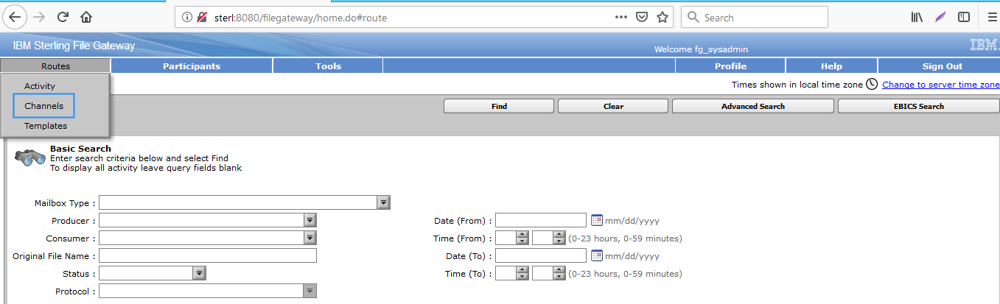 sterl:8080/filegateway/home.do#route
Search
IBM Sterling File Gateway
Welcome fg_sysadmin
IBM.
Routes Participants Tools Profile Help Sign Out
Activity
Channels
Templates
Times shown in local time zone Change to server time zone
Find Clear Advanced Search EBICS Search
Basic Search
Enter search criteria below and select Find
To display all activity leave query fields blank
Mailbox Type :
Producer : Date (From) : mm/dd/yyyy
Consumer : Time (From) : (0-23 hours, 0-59 minutes)
Original File Name : Date (To) : mm/dd/yyyy
Status : Time (To) : (0-23 hours, 0-59 minutes)
Protocol :